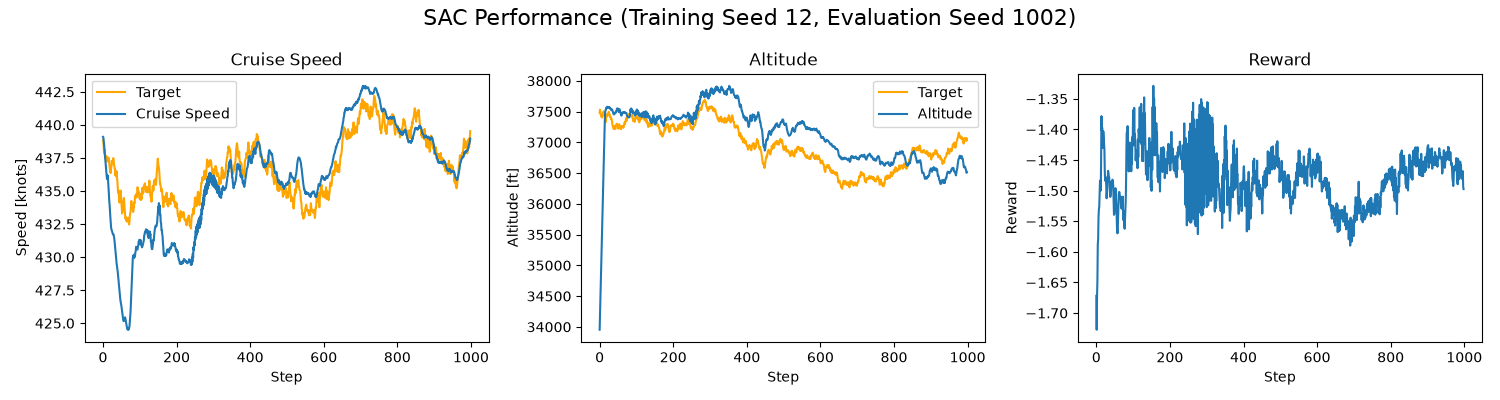 SAC Performance (Training Seed 12, Evaluation Seed 1002)
Cruise Speed
Speed [knots]
442.5
440.0
437.5
435.0
432.5
430.0
427.5
425.0
Target
Cruise Speed
0 200 400 600 800 1000
Step
Altitude
Altitude [ft]
38000
37500
37000
36500
36000
35500
35000
34500
34000
Target
Altitude
0 200 400 600 800 1000
Step
Reward
Reward
−1.35
−1.40
−1.45
−1.50
−1.55
−1.60
−1.65
−1.70
0 200 400 600 800 1000
Step